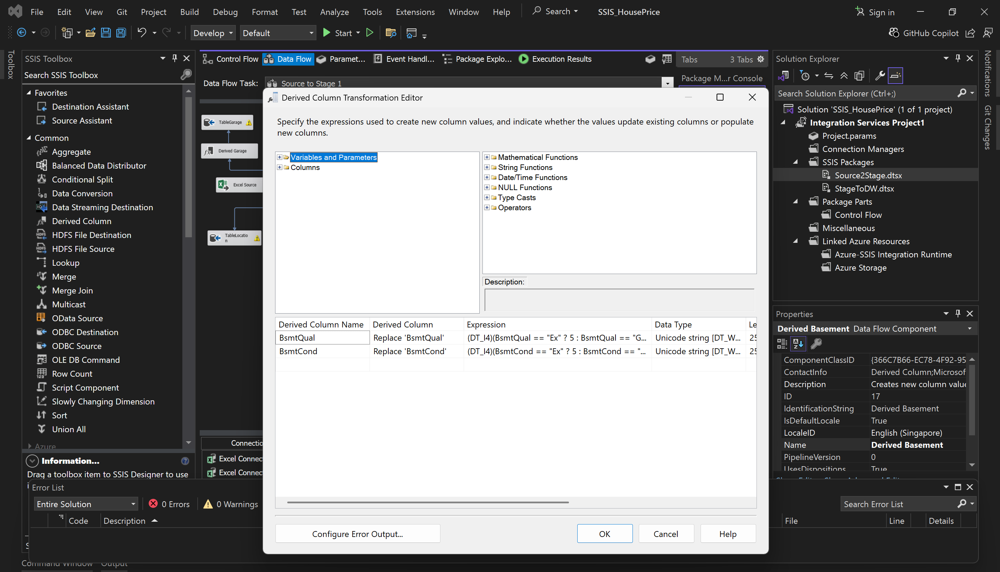 File Edit View Git Project Build Debug Format Test Analyze Tools Extensions Window Help Search SSIS_HousePrice Sign in
Develop Default Start GitHub Copilot
Toolbox
SSIS Toolbox
Search SSIS Toolbox
Favorites
Destination Assistant
Source Assistant
Common
Aggregate
Balanced Data Distributor
Conditional Split
Data Conversion
Data Streaming Destination
Derived Column
HDFS File Destination
HDFS File Source
Lookup
Merge
Merge Join
Multicast
OData Source
ODBC Destination
ODBC Source
OLE DB Command
Row Count
Script Component
Slowly Changing Dimension
Sort
Union All
Azure
Information...
Drag a toolbox item to SSIS Designer to use
Control Flow Data Flow Paramet... Event Handl... Package Explo... Execution Results
Tabs 3 Tabs
Package M...r Console
Data Flow Task: Source to Stage 1
TableGarage
Derived Garage
Excel Source
TableLocatio
n
Connectio
Excel Connec
Excel Connec
Derived Column Transformation Editor
Specify the expressions used to create new column values, and indicate whether the values update existing columns or populate
new columns.
Variables and Parameters
Columns
Mathematical Functions
String Functions
Date/Time Functions
NULL Functions
Type Casts
Operators
Description:
Derived Column Name Derived Column Expression Data Type Le
BsmtQual Replace 'BsmtQual' (DT_I4)(BsmtQual == "Ex" ? 5 : BsmtQual == "G... Unicode string [DT_W... 25
BsmtCond Replace 'BsmtCond' (DT_I4)(BsmtCond == "Ex" ? 5 : BsmtCond == "... Unicode string [DT_W... 25
Configure Error Output... OK Cancel Help
Solution Explorer
Search Solution Explorer (Ctrl+;)
Solution 'SSIS_HousePrice' (1 of 1 project)
Integration Services Project1
Project.params
Connection Managers
SSIS Packages
Source2Stage.dtsx
StageToDW.dtsx
Package Parts
Control Flow
Miscellaneous
Linked Azure Resources
Azure-SSIS Integration Runtime
Azure Storage
Notifications
Git Changes
Properties
Derived Basement Data Flow Component
ComponentClassID {366C7B66-EC78-4F92-95
ContactInfo Derived Column;Microsof
Description Creates new column value
ID 17
IdentificationString Derived Basement
IsDefaultLocale True
LocaleID English (Singapore)
Name Derived Basement
PipelineVersion 0
UsesDispositions True
Error List
Entire Solution 0 Errors 0 Warnings Search Error List
Code Description File Line Details
Command Window Output